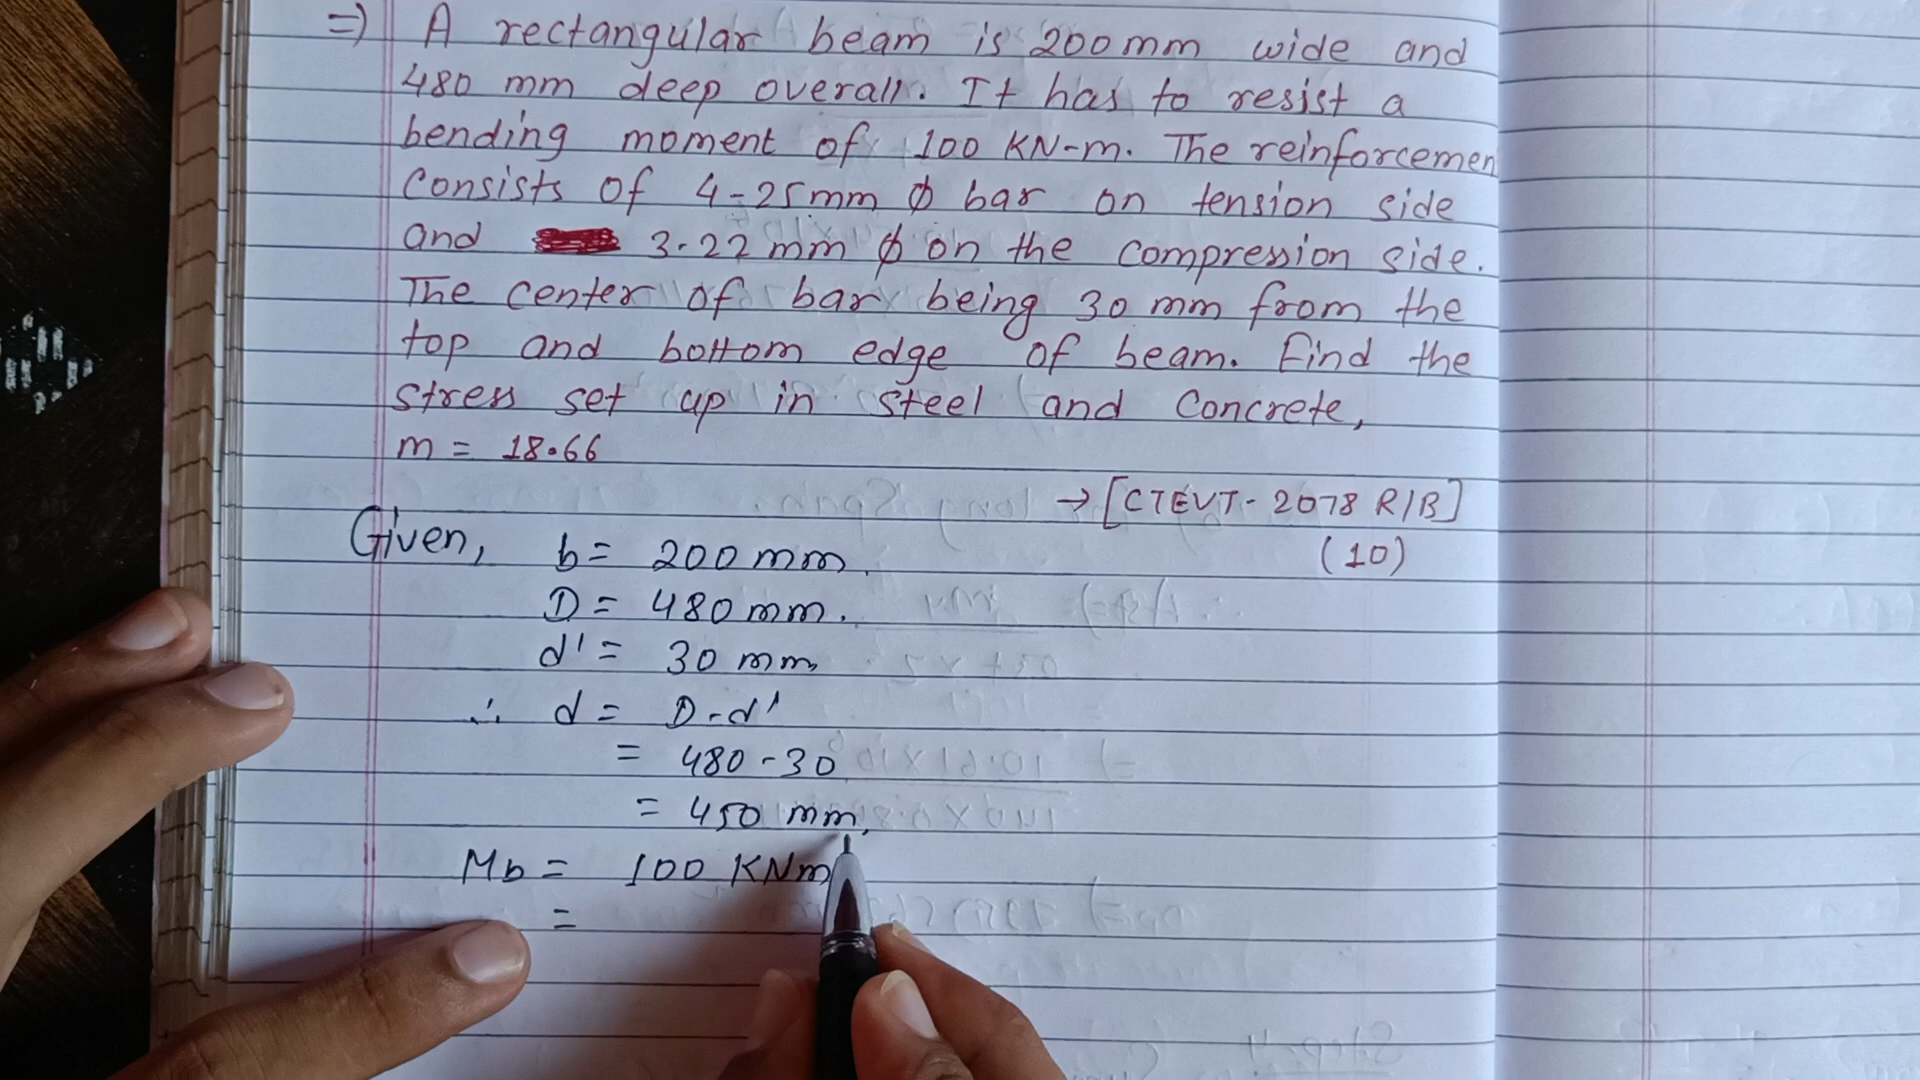 =) A rectangular beam is 200 mm wide and
480 mm deep overall. It has to resist a
bending moment of 100 KN-m. The reinforcemen
consists of 4-25mm φ bar on tension side
and 3-22 mm φ on the compression side.
The center of bar being 30 mm from the
top and bottom edge of beam. Find the
stress set up in steel and concrete,
m = 18.66
→ [CTEVT- 2078 R/B]
(10)
Given, b = 200 mm.
D = 480 mm.
d' = 30 mm
∴ d = D-d'
= 480-30
= 450 mm.
Mb = 100 KNm
=